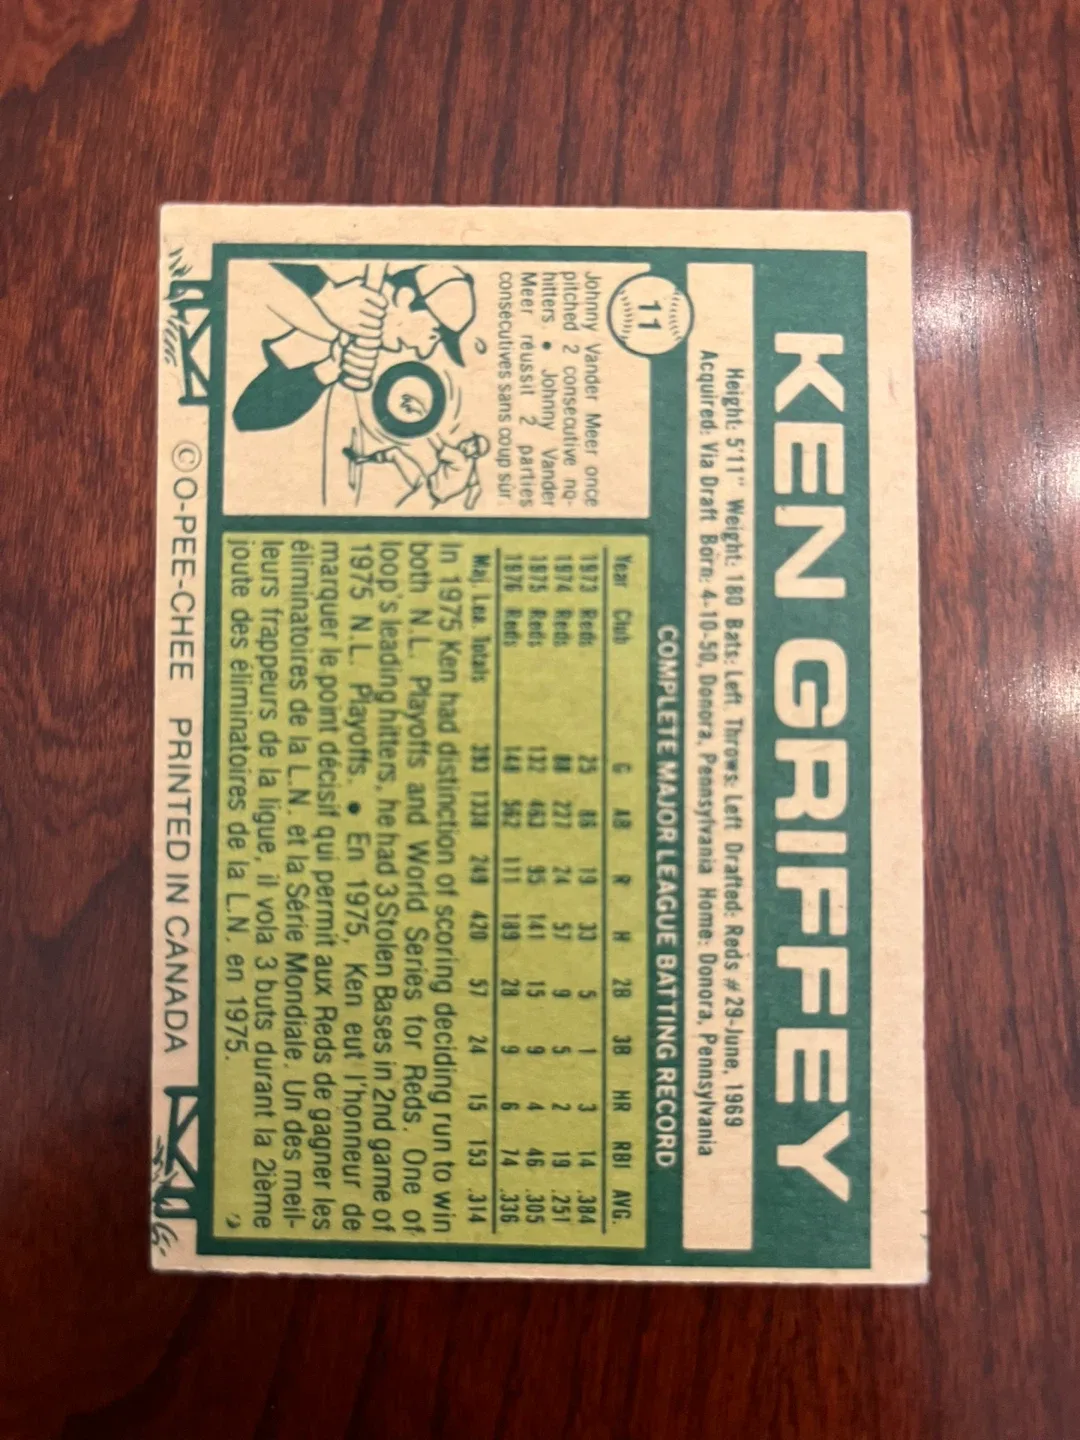 KEN GRIFFEY
Height: 5'11" Weight: 180 Bats: Left. Throws: Left Drafted: Reds #29-June, 1969
Acquired: Via Draft Born: 4-10-50, Donora, Pennsylvania Home: Donora, Pennsylvania
11
Johnny Vander Meer once
pitched 2 consecutive no-
hitters. • Johnny Vander
Meer réussit 2 parties
consécutives sans coup sûr
COMPLETE MAJOR LEAGUE BATTING RECORD
Year Club G AB R H 2B 3B HR RBI AVG.
1973 Reds 25 86 19 33 5 1 3 14 .384
1974 Reds 88 227 24 57 9 5 2 19 .251
1975 Reds 132 463 95 141 15 9 4 46 .305
1976 Reds 148 562 111 189 28 9 6 74 .336
Maj. Lea. Totals 393 1338 249 420 57 24 15 153 .314
In 1975 Ken had distinction of scoring deciding run to win
both N.L. Playoffs and World Series for Reds. One of
loop's leading hitters, he had 3 Stolen Bases in 2nd game of
1975 N.L. Playoffs. • En 1975, Ken eut l'honneur de
marquer le point décisif qui permit aux Reds de gagner les
éliminatoires de la L.N. et la Série Mondiale. Un des meil-
leurs frappeurs de la ligue, il vola 3 buts durant la 2ième
joute des éliminatoires de la L.N. en 1975.
©O-PEE-CHEE PRINTED IN CANADA